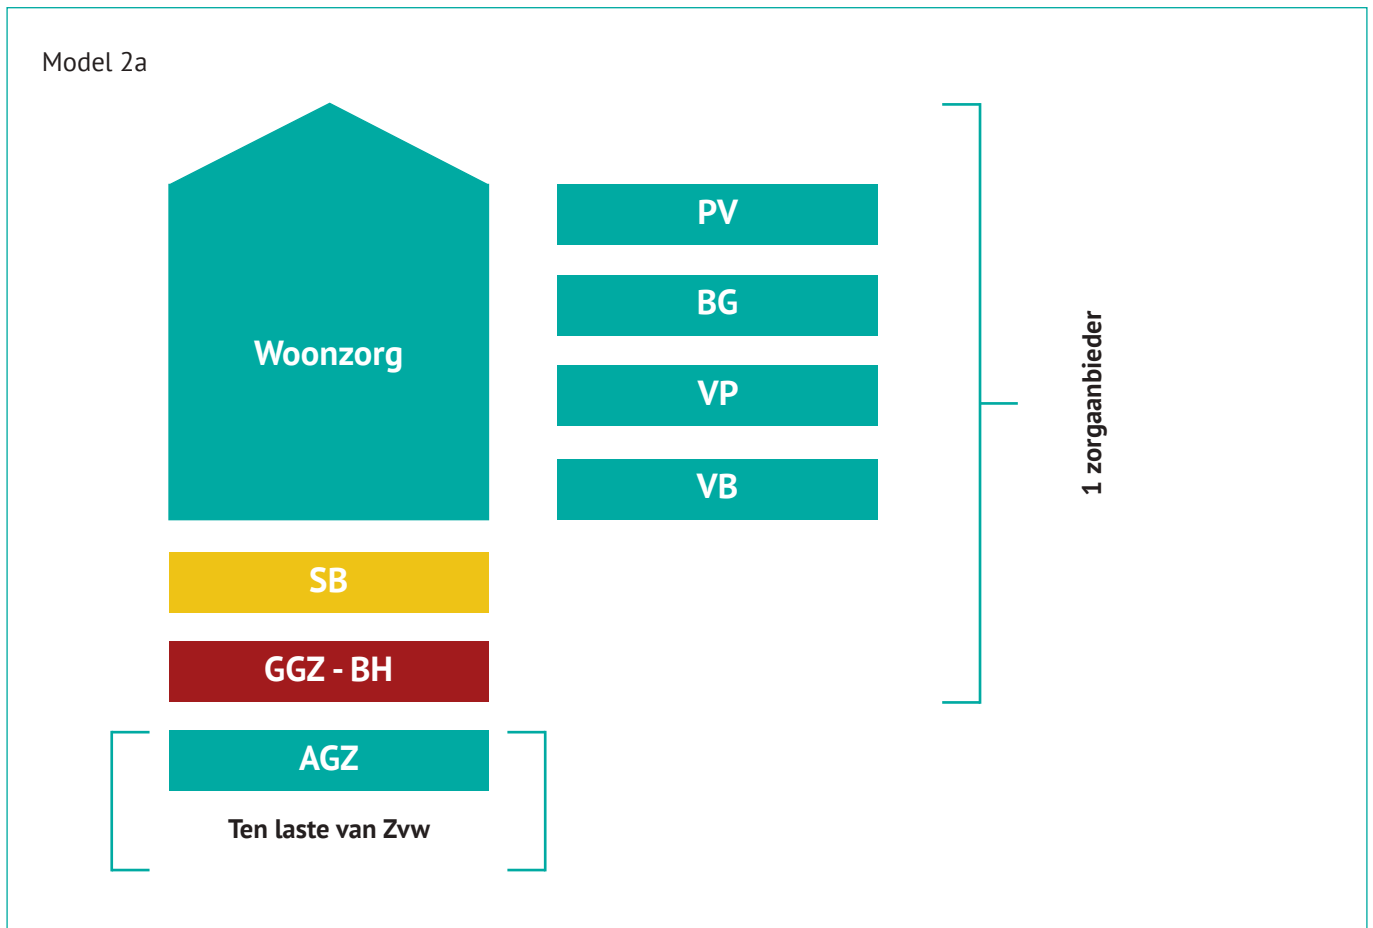 Model 2a
Woonzorg
PV
BG
VP
VB
SB
GGZ - BH
AGZ
Ten laste van Zvw
1 zorgaanbieder